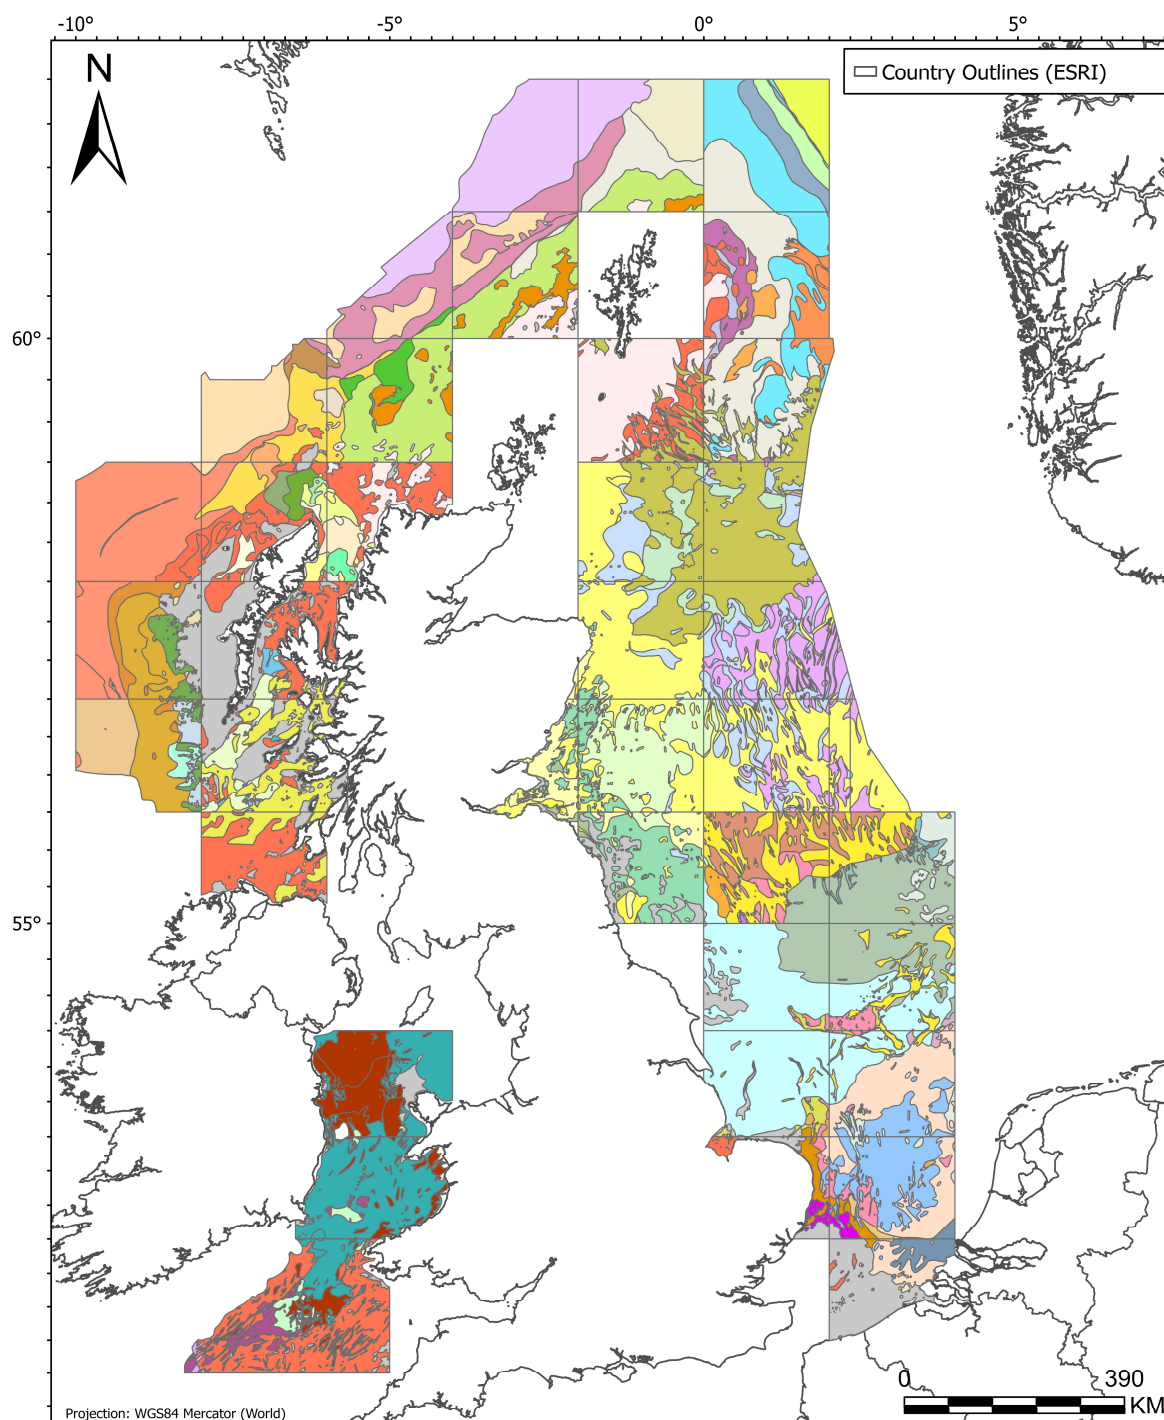 -10° -5° 0° 5°
N
Country Outlines (ESRI)
60°
55°
0 390
KM
Projection: WGS84 Mercator (World)